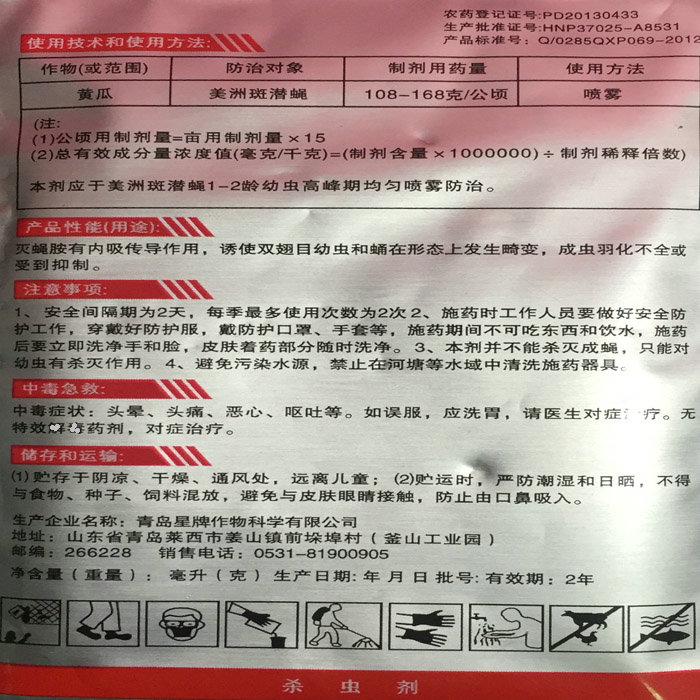 农药登记证号:PD20130433
生产批准证号:HNP37025-A8531
产品标准号: Q/0285QXP069-2012
使用技术和使用方法:
作物(或范围) 防治对象 制剂用药量 使用方法
黄瓜 美洲斑潜蝇 108-168克/公顷 喷雾
(注:
(1)公顷用制剂量=亩用制剂量×15
(2)总有效成分量浓度值(毫克/千克)=(制剂含量×1000000)÷制剂稀释倍数)
本剂应于美洲斑潜蝇1-2龄幼虫高峰期均匀喷雾防治。
产品性能(用途):
灭蝇胺有内吸传导作用，诱使双翅目幼虫和蛹在形态上发生畸变，成虫羽化不全或
受到抑制。
注意事项:
1、安全间隔期为2天，每季最多使用次数为2次 2、施药时工作人员要做好安全防
护工作，穿戴好防护服，戴防护口罩、手套等，施药期间不可吃东西和饮水，施药
后要立即洗净手和脸，皮肤着药部分随时洗净。3、本剂并不能杀灭成蝇，只能对
幼虫有杀灭作用。4、避免污染水源，禁止在河塘等水域中清洗施药器具。
中毒急救:
中毒症状：头晕、头痛、恶心、呕吐等。如误服，应洗胃，请医生对症治疗。无
特效解毒药剂，对症治疗。
储存和运输:
(1)贮存于阴凉、干燥、通风处，远离儿童；(2)贮运时，严防潮湿和日晒，不得
与食物、种子、饲料混放，避免与皮肤眼睛接触，防止由口鼻吸入。
生产企业名称：青岛星牌作物科学有限公司
地址：山东省青岛莱西市姜山镇前垛埠村（釜山工业园）
邮编：266228 销售电话：0531-81900905
净含量（重量）：毫升（克）生产日期: 年 月 日 批号: 有效期：2年
杀虫剂